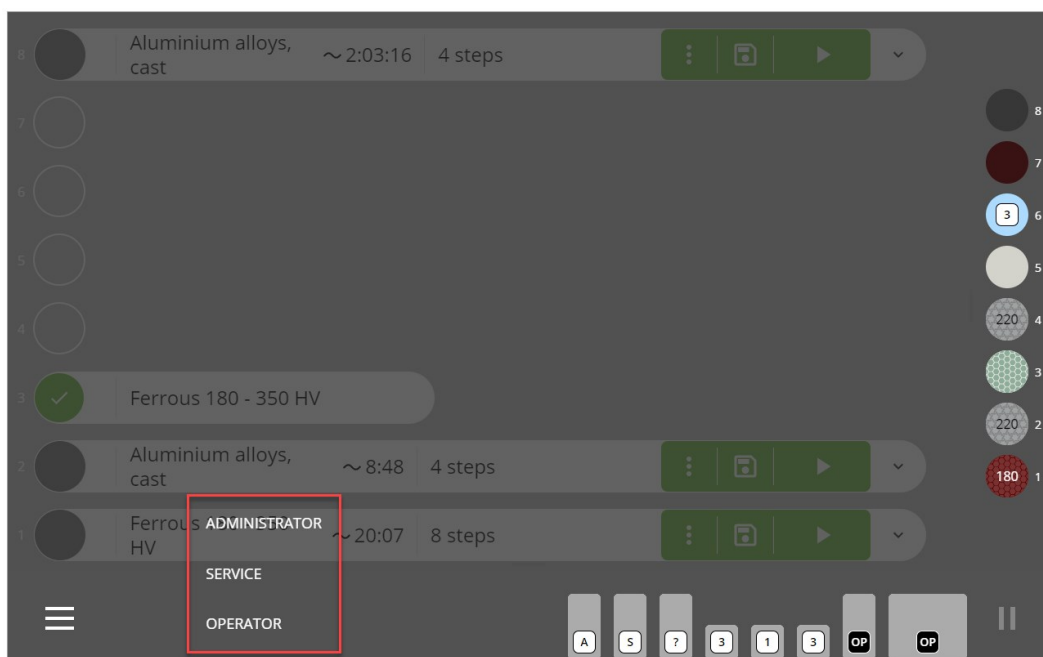 8 Aluminium alloys, cast ~ 2:03:16 4 steps
7
6
5
4
3 Ferrous 180 - 350 HV
2 Aluminium alloys, cast ~ 8:48 4 steps
1 Ferrous HV ~ 20:07 8 steps
ADMINISTRATOR
SERVICE
OPERATOR
A S ? 3 1 3 OP OP
8
7
3 6
5
220 4
3
220 2
180 1